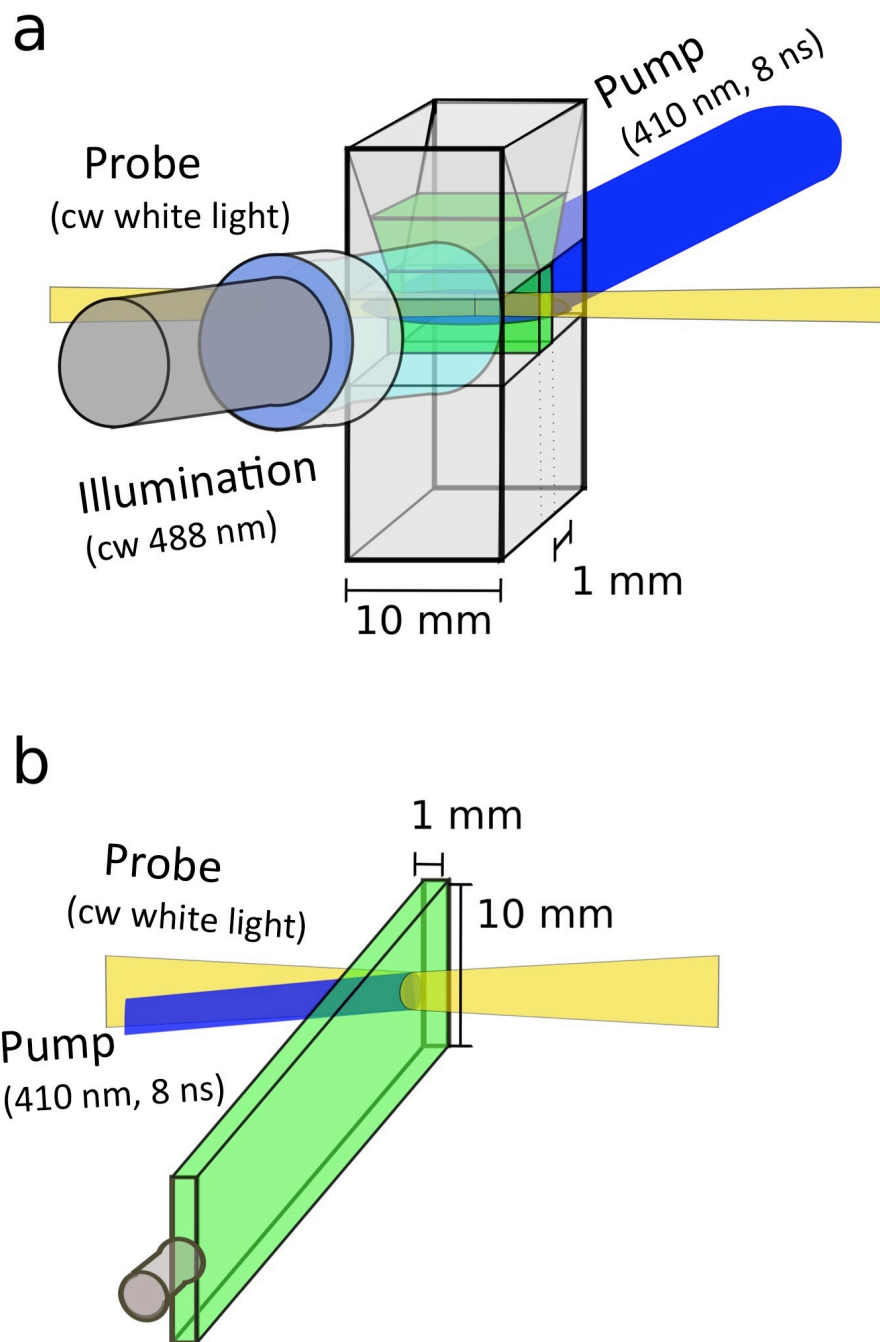 a
Pump
(410 nm, 8 ns)
Probe
(cw white light)
Illumination
(cw 488 nm)
1 mm
10 mm
b
1 mm
Probe
(cw white light)
10 mm
Pump
(410 nm, 8 ns)